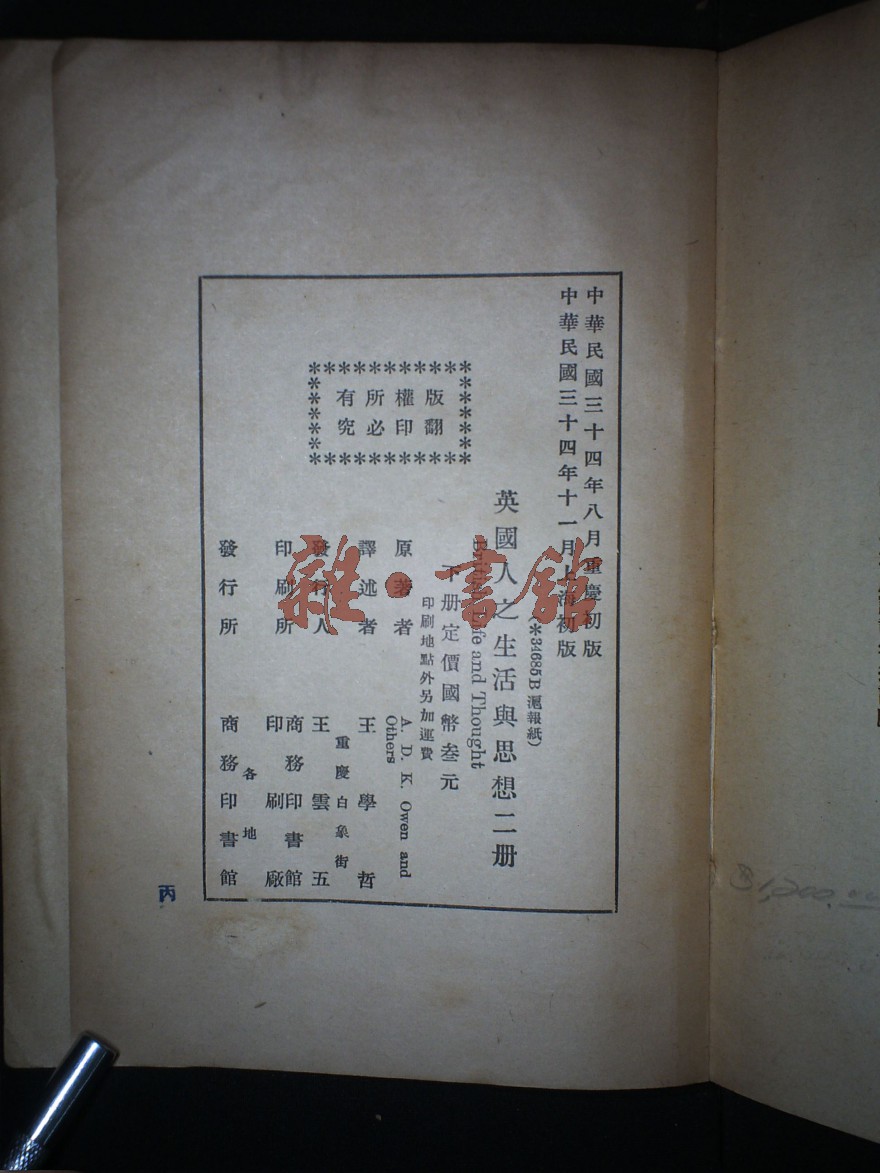 中華民國三十四年八月重慶初版
中華民國三十四年十一月上海初版
(*34685B 滬報紙)
英國人之生活與思想二册
British Life and Thought
下册定價國幣叁元
印刷地點外另加運費
版權所有
翻印必究
原著者 A. D. K. Owen and Others
譯述者 王學哲
發行人 王雲五
重慶白象街
印刷所 商務印書館印刷廠
發行所 商務印書館
各地
丙
雜·書館